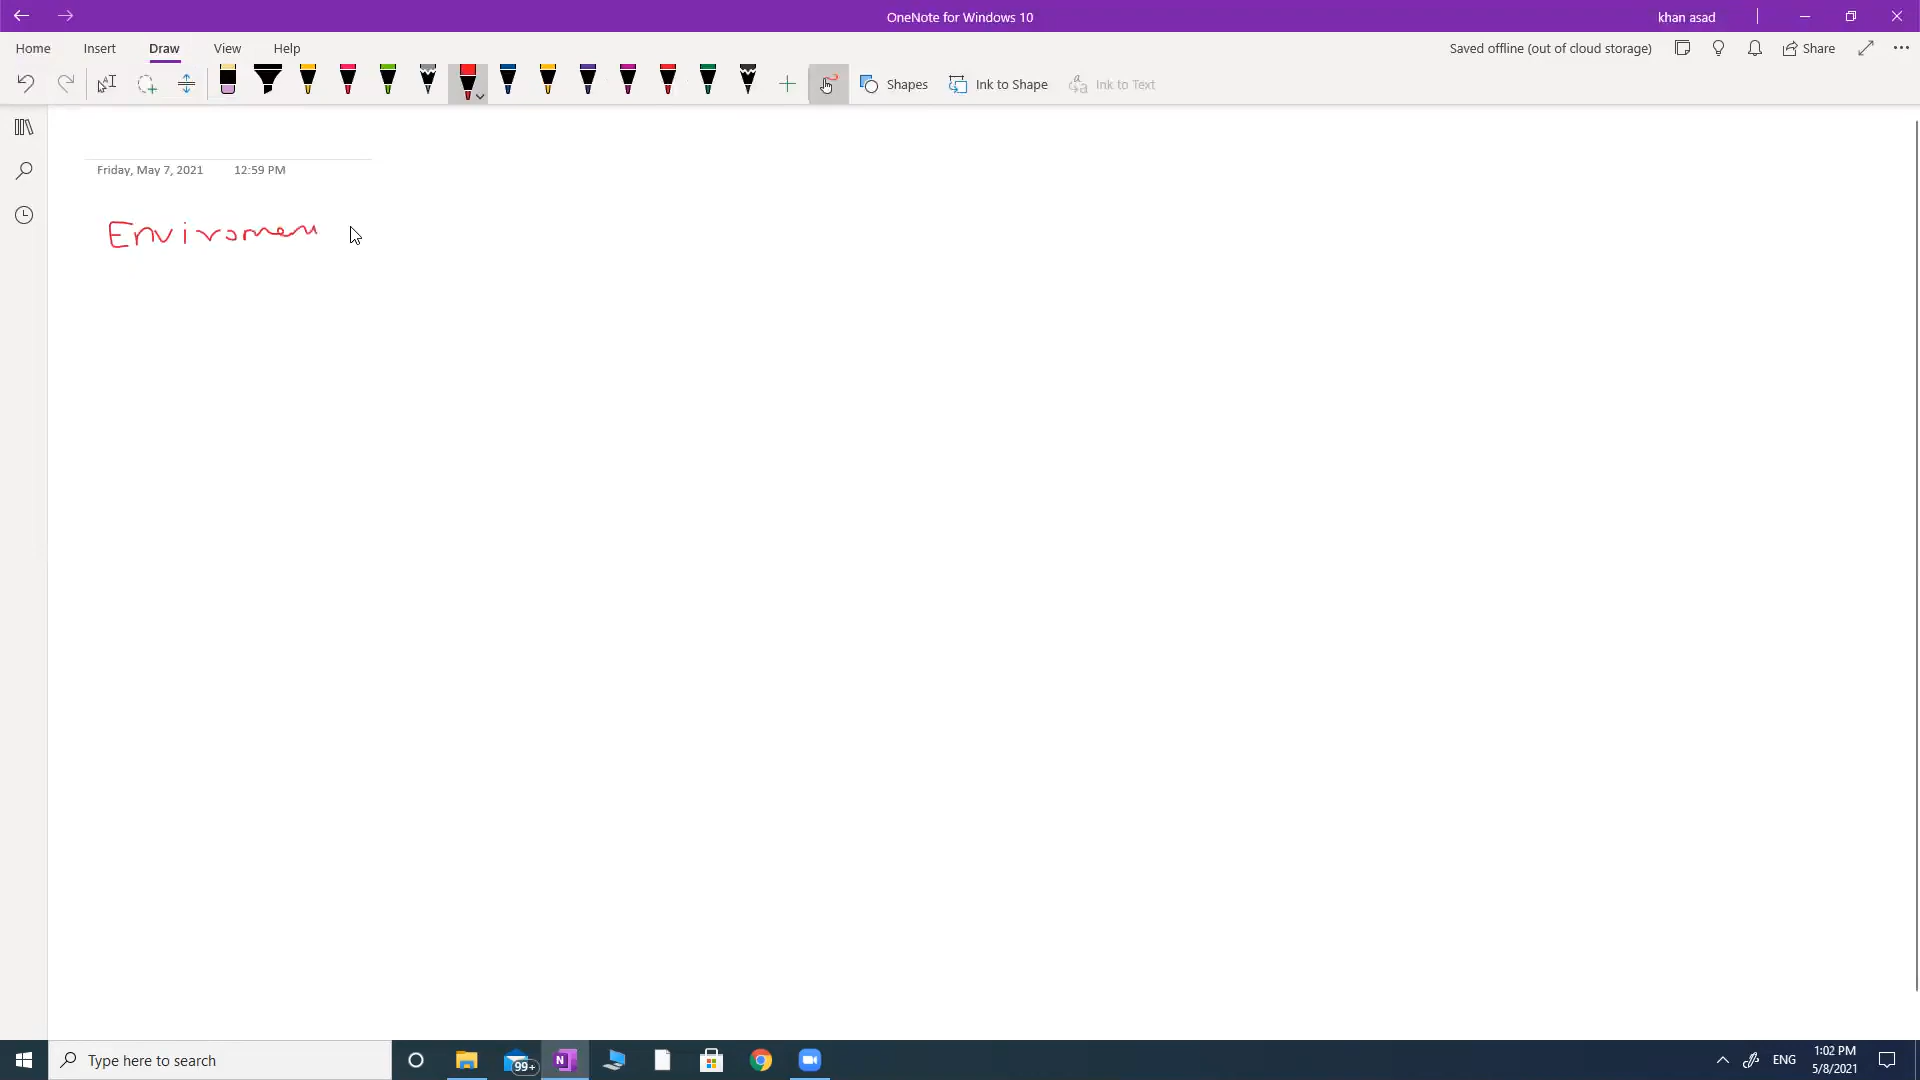 OneNote for Windows 10
khan asad
Home Insert Draw View Help
Saved offline (out of cloud storage)
Share
Shapes
Ink to Shape
Ink to Text
Friday, May 7, 2021 12:59 PM
Enviromen
Type here to search
99+
N
ENG
1:02 PM
5/8/2021